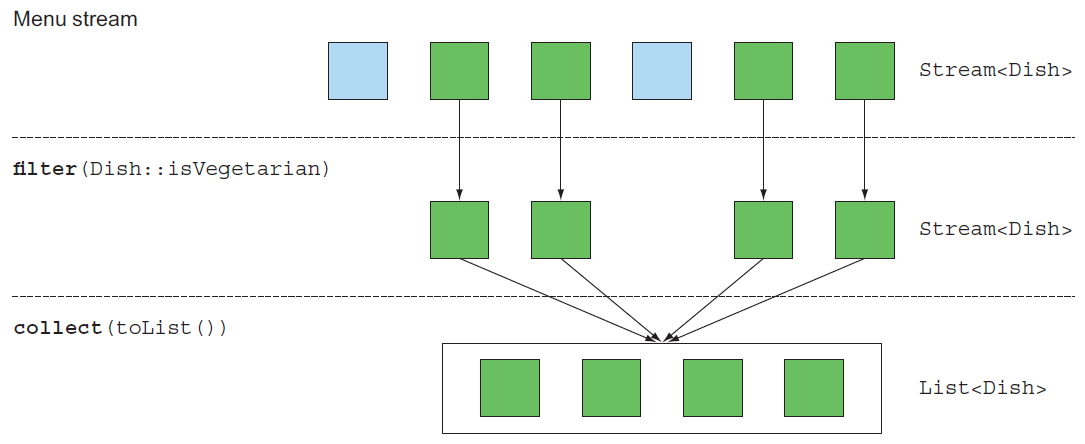 Menu stream
Stream<Dish>
filter(Dish::isVegetarian)
Stream<Dish>
collect(toList())
List<Dish>